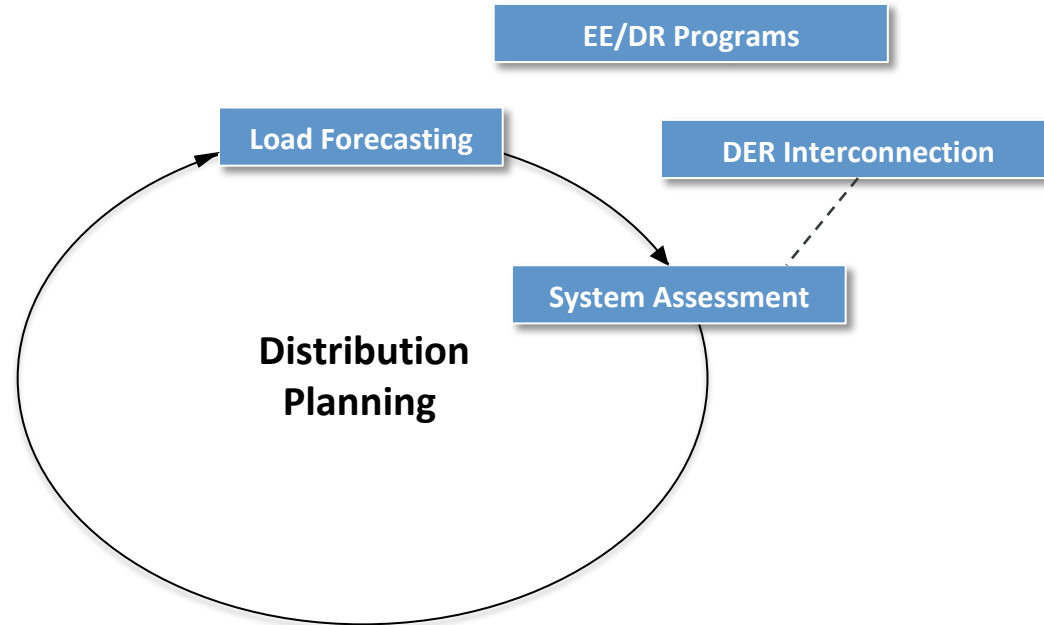 EE/DR Programs
Load Forecasting
DER Interconnection
System Assessment
Distribution
Planning